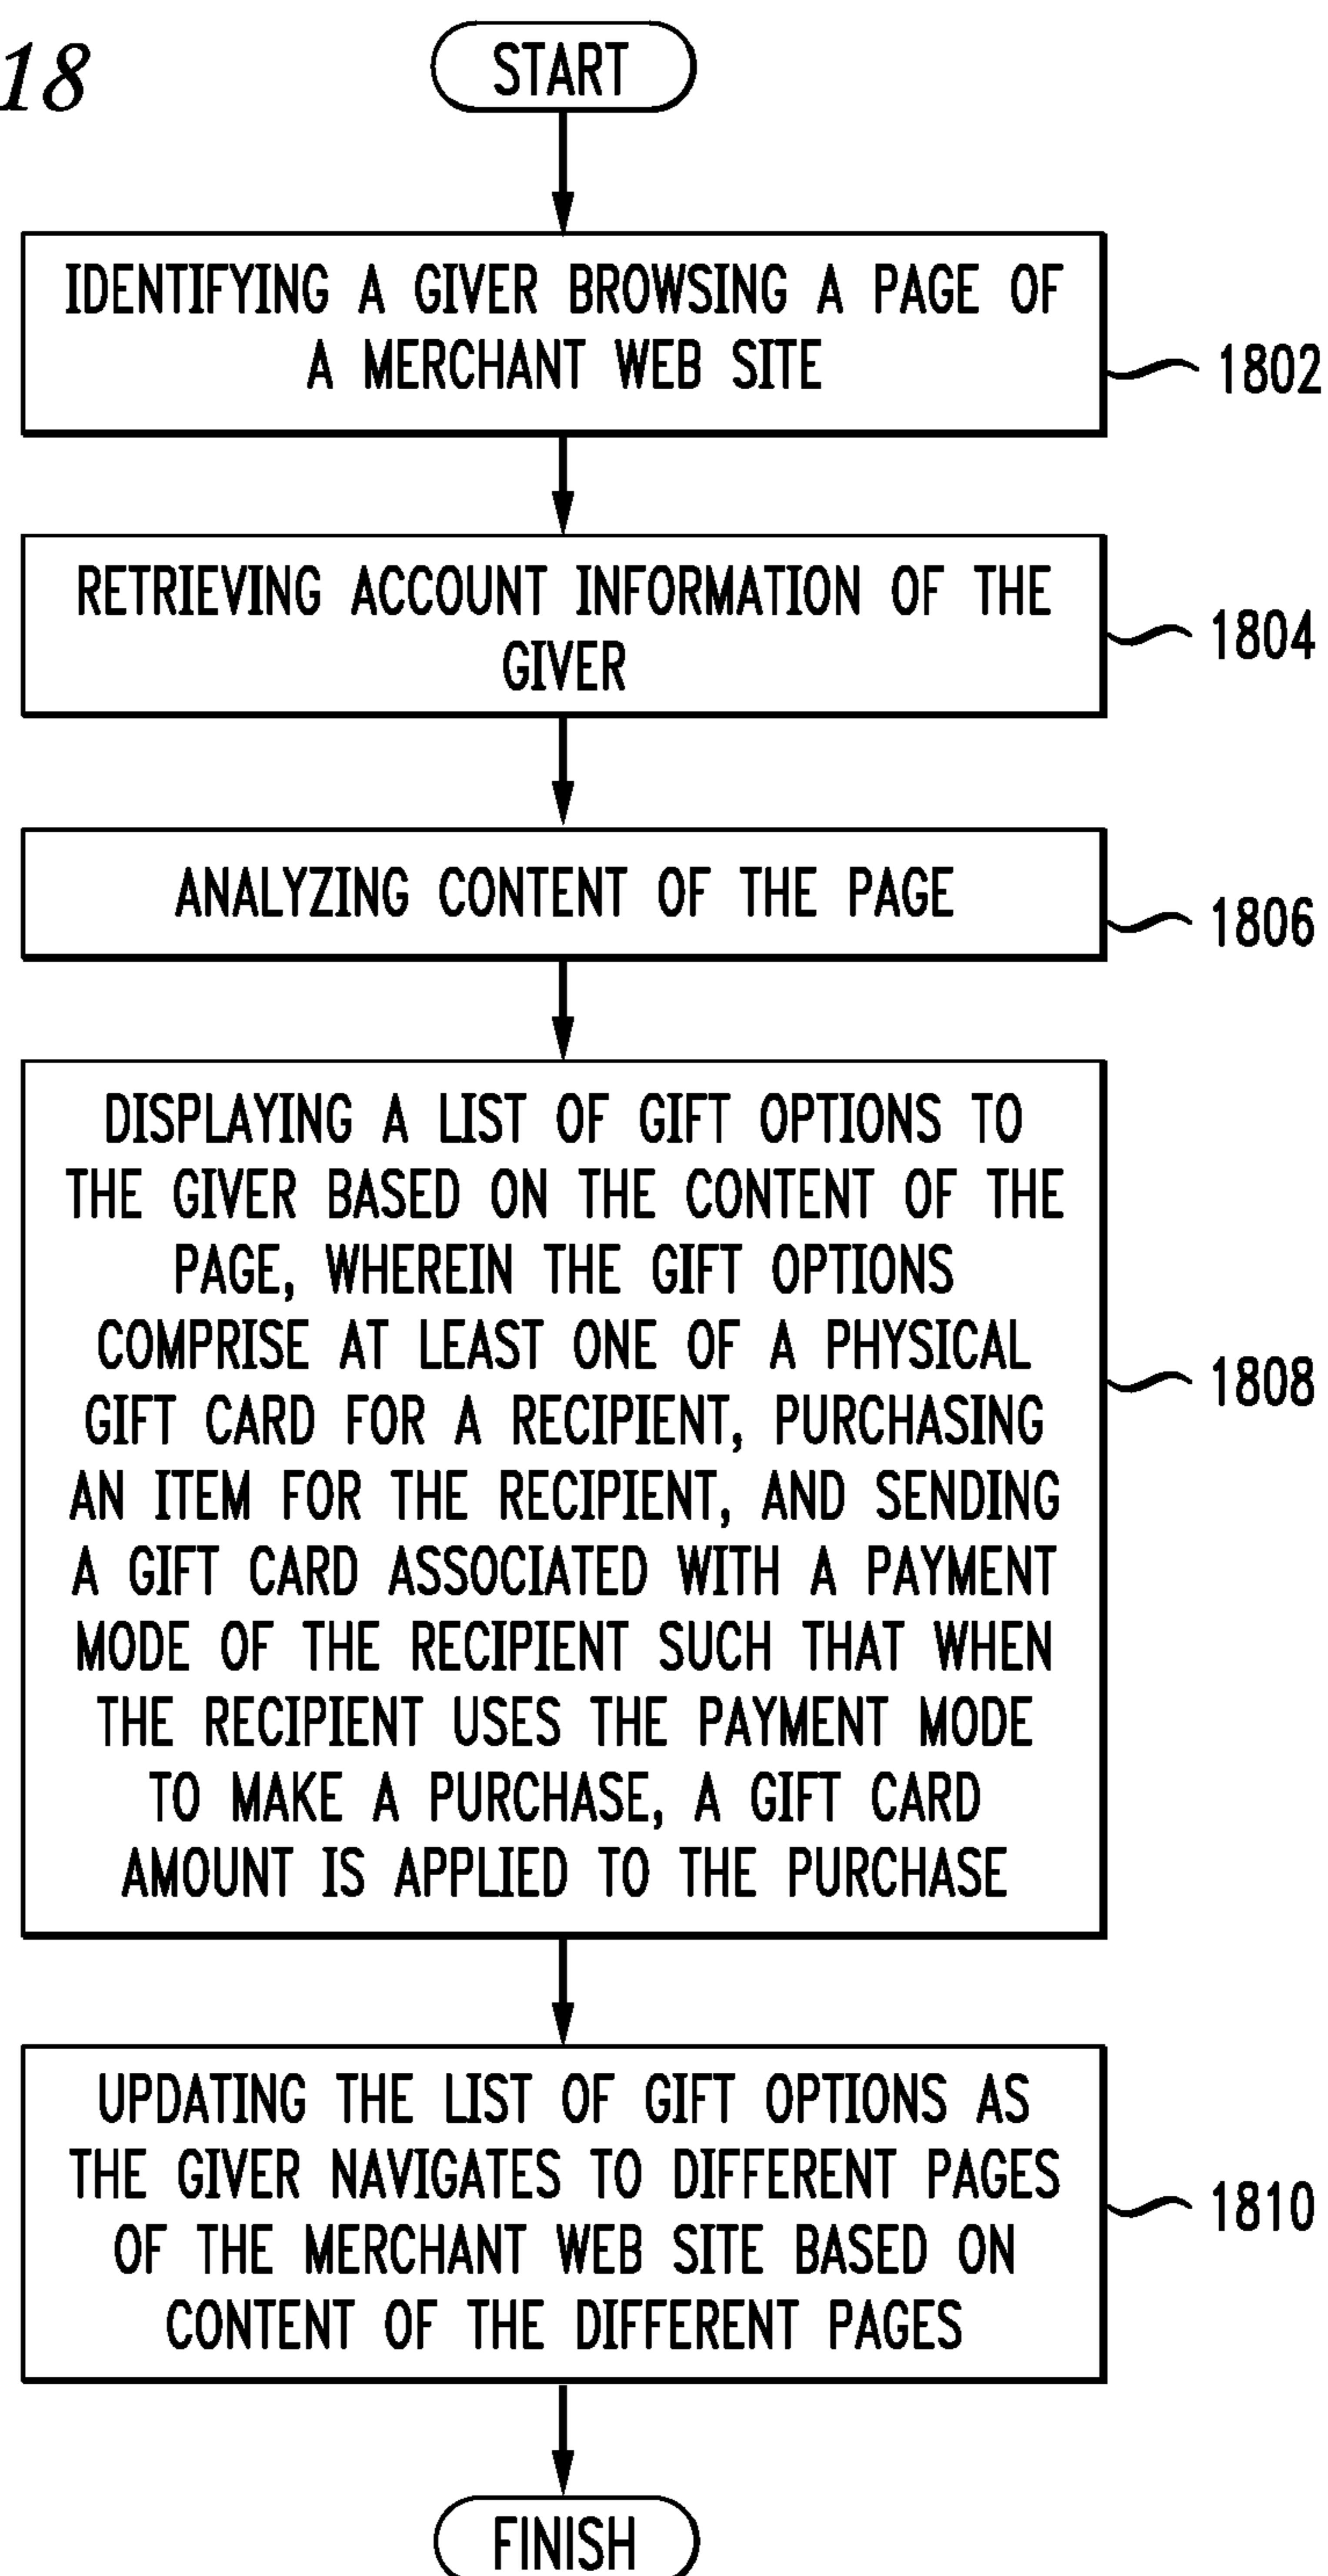 18
START
IDENTIFYING A GIVER BROWSING A PAGE OF
A MERCHANT WEB SITE
1802
RETRIEVING ACCOUNT INFORMATION OF THE
GIVER
1804
ANALYZING CONTENT OF THE PAGE
1806
DISPLAYING A LIST OF GIFT OPTIONS TO
THE GIVER BASED ON THE CONTENT OF THE
PAGE, WHEREIN THE GIFT OPTIONS
COMPRISE AT LEAST ONE OF A PHYSICAL
GIFT CARD FOR A RECIPIENT, PURCHASING
AN ITEM FOR THE RECIPIENT, AND SENDING
A GIFT CARD ASSOCIATED WITH A PAYMENT
MODE OF THE RECIPIENT SUCH THAT WHEN
THE RECIPIENT USES THE PAYMENT MODE
TO MAKE A PURCHASE, A GIFT CARD
AMOUNT IS APPLIED TO THE PURCHASE
1808
UPDATING THE LIST OF GIFT OPTIONS AS
THE GIVER NAVIGATES TO DIFFERENT PAGES
OF THE MERCHANT WEB SITE BASED ON
CONTENT OF THE DIFFERENT PAGES
1810
FINISH